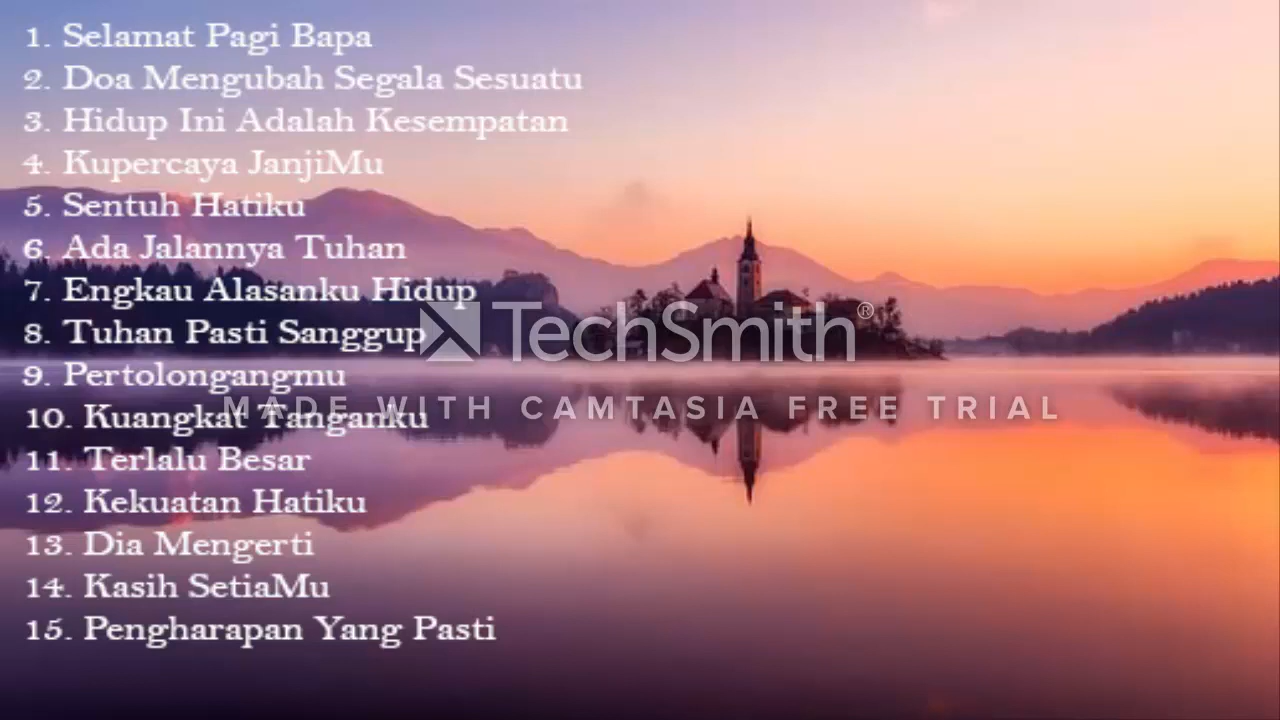 1. Selamat Pagi Bapa
2. Doa Mengubah Segala Sesuatu
3. Hidup Ini Adalah Kesempatan
4. Kupercaya JanjiMu
5. Sentuh Hatiku
6. Ada Jalannya Tuhan
7. Engkau Alasanku Hidup
8. Tuhan Pasti Sanggup
TechSmith®
9. Pertolongangmu
10. Kuangkat Tanganku
MADE WITH CAMTASIA FREE TRIAL
11. Terlalu Besar
12. Kekuatan Hatiku
13. Dia Mengerti
14. Kasih SetiaMu
15. Pengharapan Yang Pasti